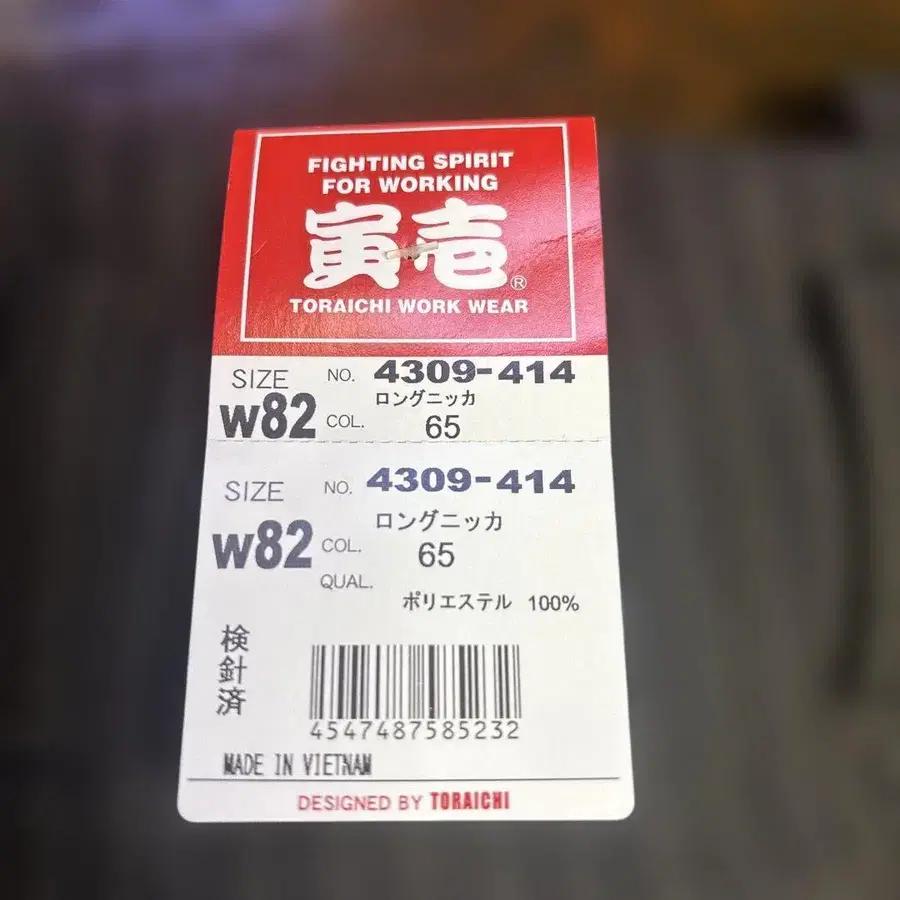 FIGHTING SPIRIT
FOR WORKING
寅壱®
TORAICHI WORK WEAR
SIZE NO. 4309-414
ロングニッカ
W82 COL. 65
SIZE NO. 4309-414
ロングニッカ
W82 COL. 65
QUAL.
ポリエステル 100%
検針済
4547487585232
MADE IN VIETNAM
DESIGNED BY TORAICHI